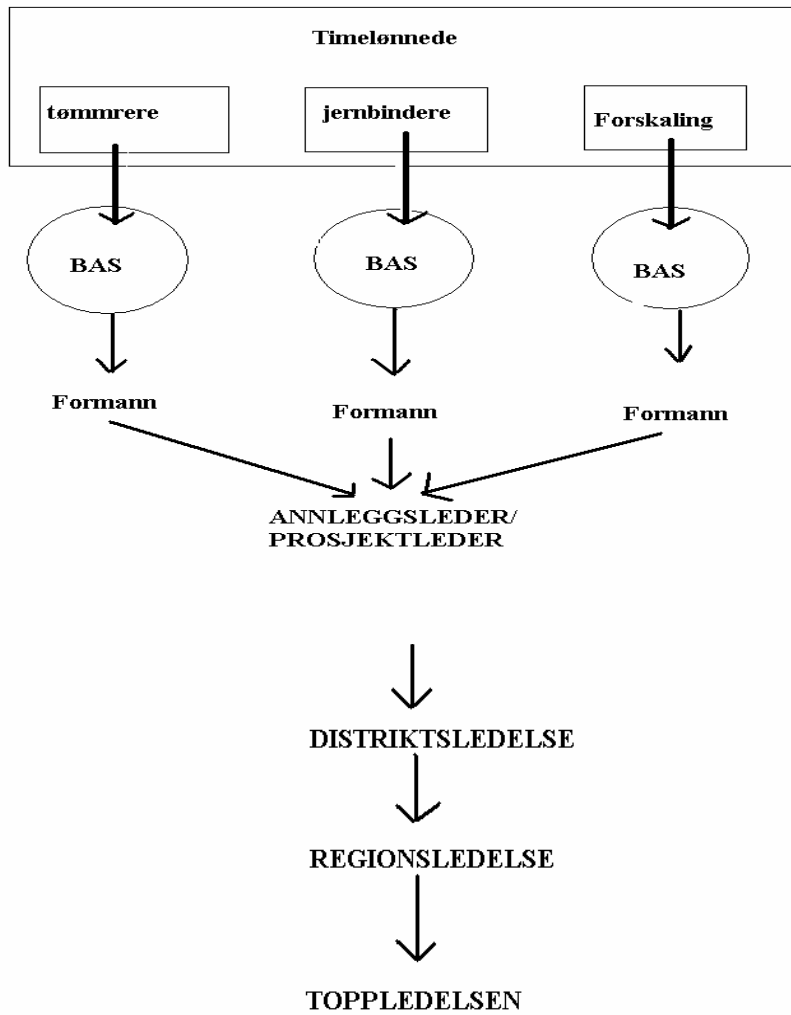 Timelønnede
tømmrere
jernbindere
Forskaling
BAS
BAS
BAS
Formann
Formann
Formann
ANNLEGGSLEDER/
PROSJEKTLEDER
DISTRIKTSLEDELSE
REGIONSLEDELSE
TOPPLEDELSEN